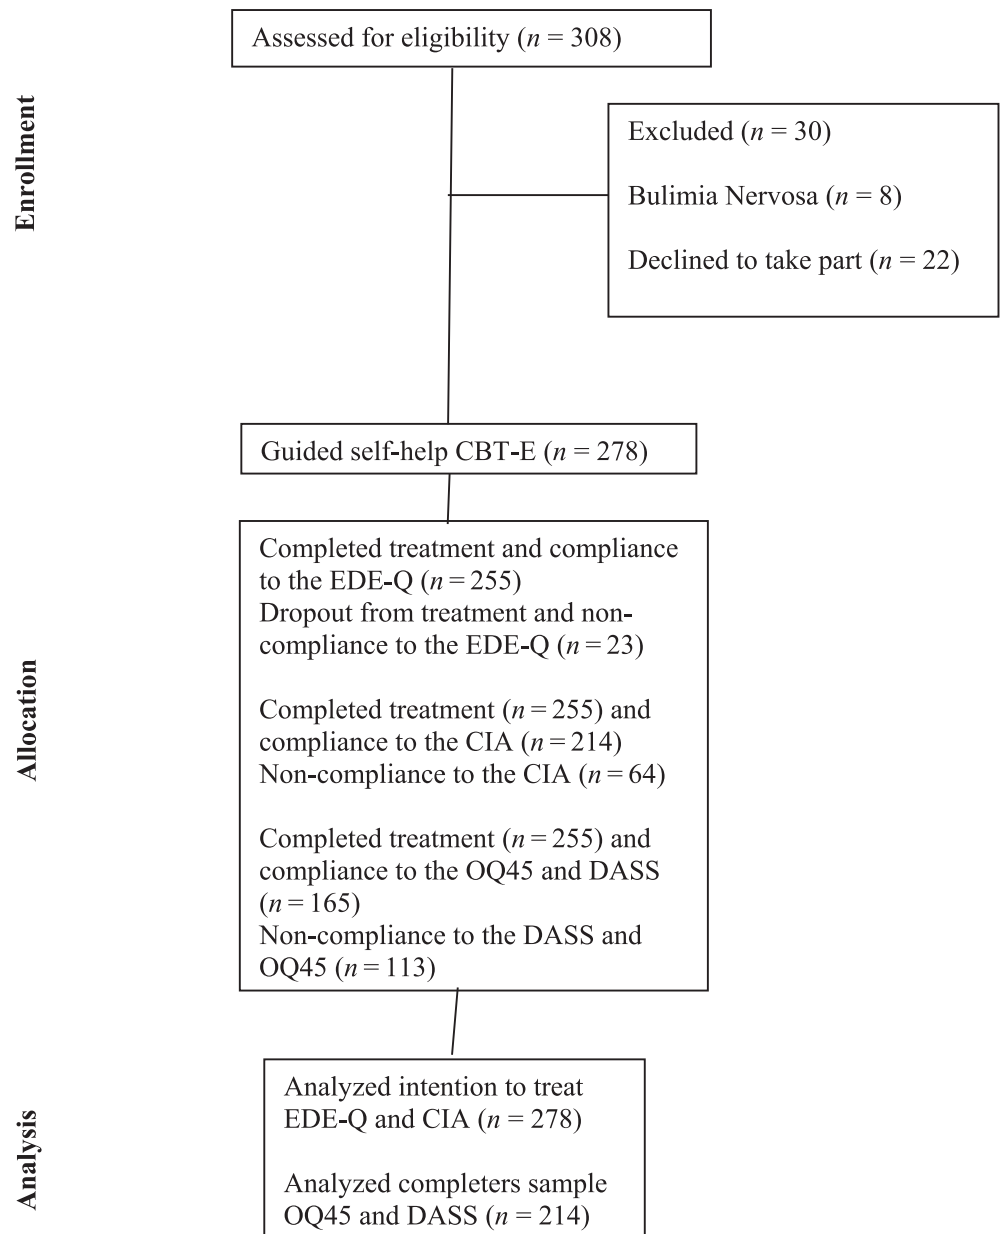 Assessed for eligibility (n = 308)
Enrollment
Excluded (n = 30)
Bulimia Nervosa (n = 8)
Declined to take part (n = 22)
Guided self-help CBT-E (n = 278)
Allocation
Completed treatment and compliance
to the EDE-Q (n = 255)
Dropout from treatment and non-
compliance to the EDE-Q (n = 23)
Completed treatment (n = 255) and
compliance to the CIA (n = 214)
Non-compliance to the CIA (n = 64)
Completed treatment (n = 255) and
compliance to the OQ45 and DASS
(n = 165)
Non-compliance to the DASS and
OQ45 (n = 113)
Analysis
Analyzed intention to treat
EDE-Q and CIA (n = 278)
Analyzed completers sample
OQ45 and DASS (n = 214)